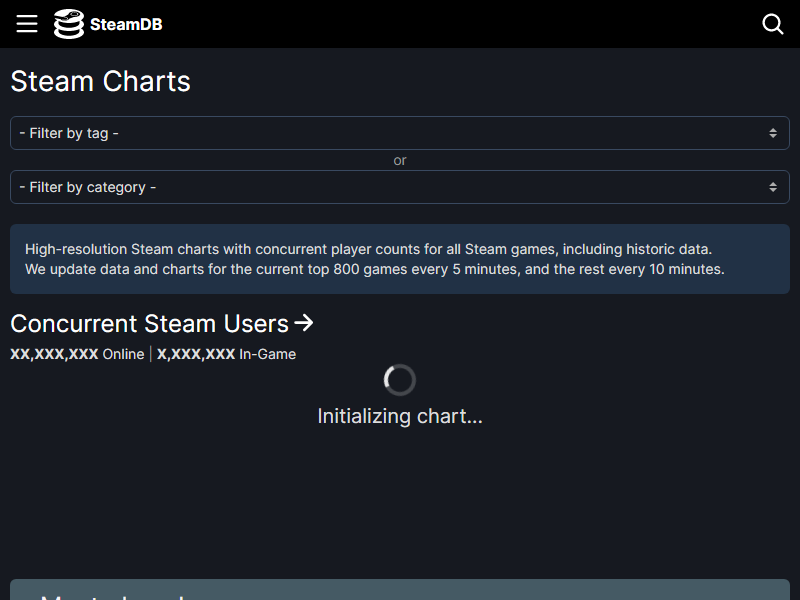 SteamDB
Steam Charts
- Filter by tag -
or
- Filter by category -
High-resolution Steam charts with concurrent player counts for all Steam games, including historic data.
We update data and charts for the current top 800 games every 5 minutes, and the rest every 10 minutes.
Concurrent Steam Users→
XX,XXX,XXX Online | X,XXX,XXX In-Game
Initializing chart...